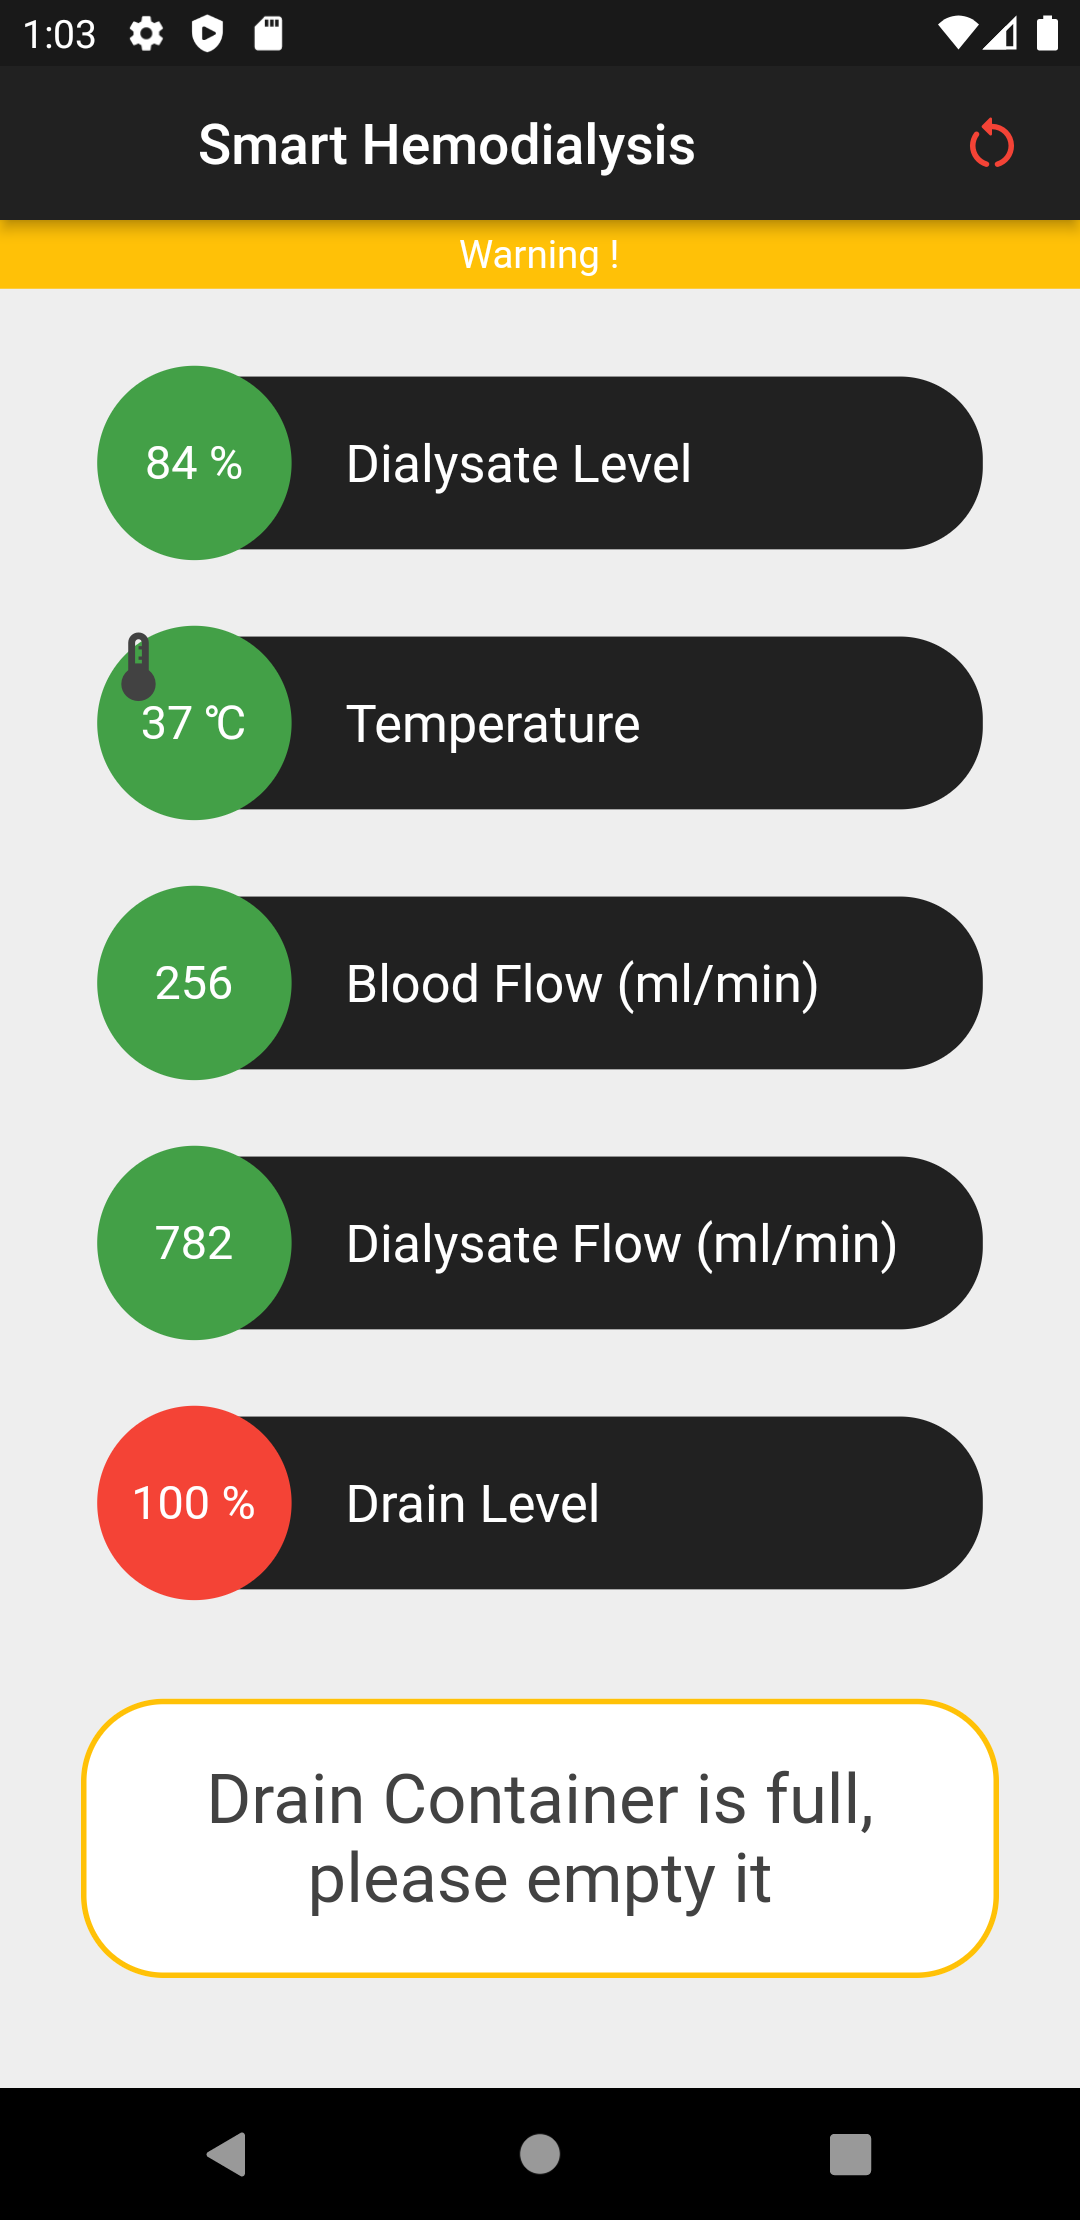 1:03
Smart Hemodialysis
Warning !
84 %
Dialysate Level
37 °C
Temperature
256
Blood Flow (ml/min)
782
Dialysate Flow (ml/min)
100 %
Drain Level
Drain Container is full,
please empty it